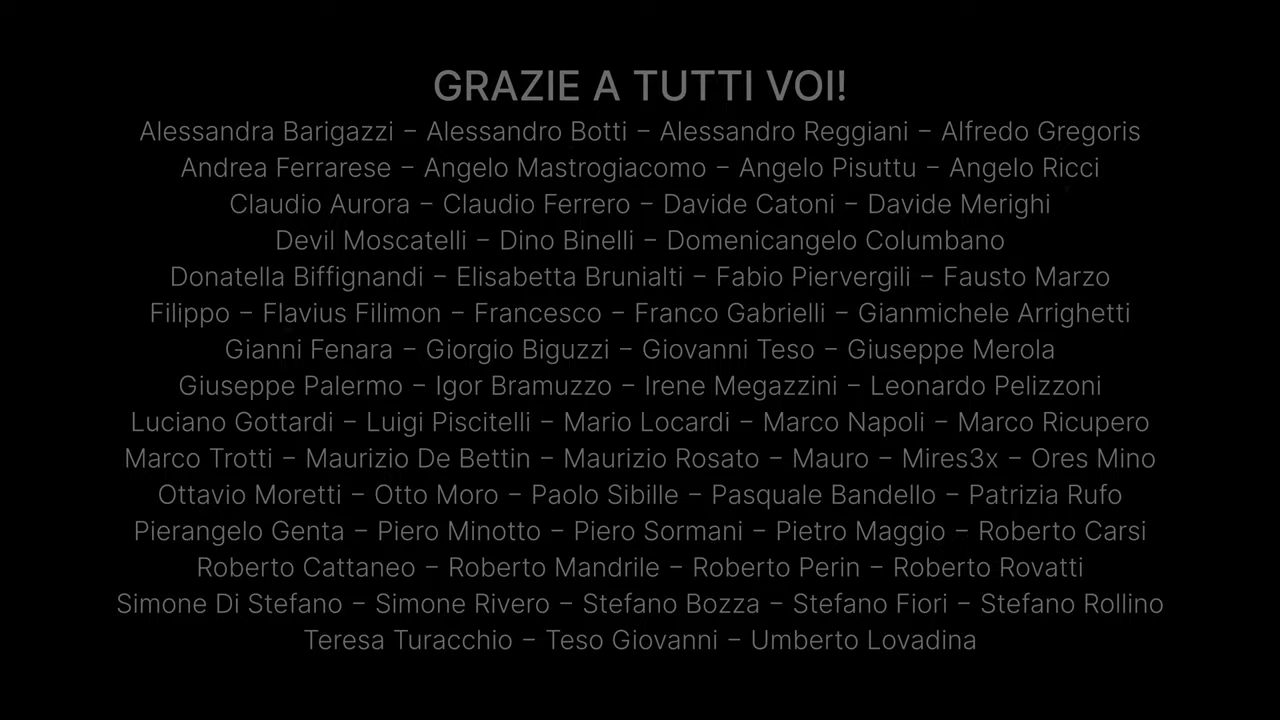 GRAZIE A TUTTI VOI!
Alessandra Barigazzi – Alessandro Botti – Alessandro Reggiani – Alfredo Gregoris
Andrea Ferrarese – Angelo Mastrogiacomo – Angelo Pisuttu – Angelo Ricci
Claudio Aurora – Claudio Ferrero – Davide Catoni – Davide Merighi
Devil Moscatelli – Dino Binelli – Domenicangelo Columbano
Donatella Biffignandi – Elisabetta Brunialti – Fabio Piervergili – Fausto Marzo
Filippo – Flavius Filimon – Francesco – Franco Gabrielli – Gianmichele Arrighetti
Gianni Fenara – Giorgio Biguzzi – Giovanni Teso – Giuseppe Merola
Giuseppe Palermo – Igor Bramuzzo – Irene Megazzini – Leonardo Pelizzoni
Luciano Gottardi – Luigi Piscitelli – Mario Locardi – Marco Napoli – Marco Ricupero
Marco Trotti – Maurizio De Bettin – Maurizio Rosato – Mauro – Mires3x – Ores Mino
Ottavio Moretti – Otto Moro – Paolo Sibille – Pasquale Bandello – Patrizia Rufo
Pierangelo Genta – Piero Minotto – Piero Sormani – Pietro Maggio – Roberto Carsi
Roberto Cattaneo – Roberto Mandrile – Roberto Perin – Roberto Rovatti
Simone Di Stefano – Simone Rivero – Stefano Bozza – Stefano Fiori – Stefano Rollino
Teresa Turacchio – Teso Giovanni – Umberto Lovadina